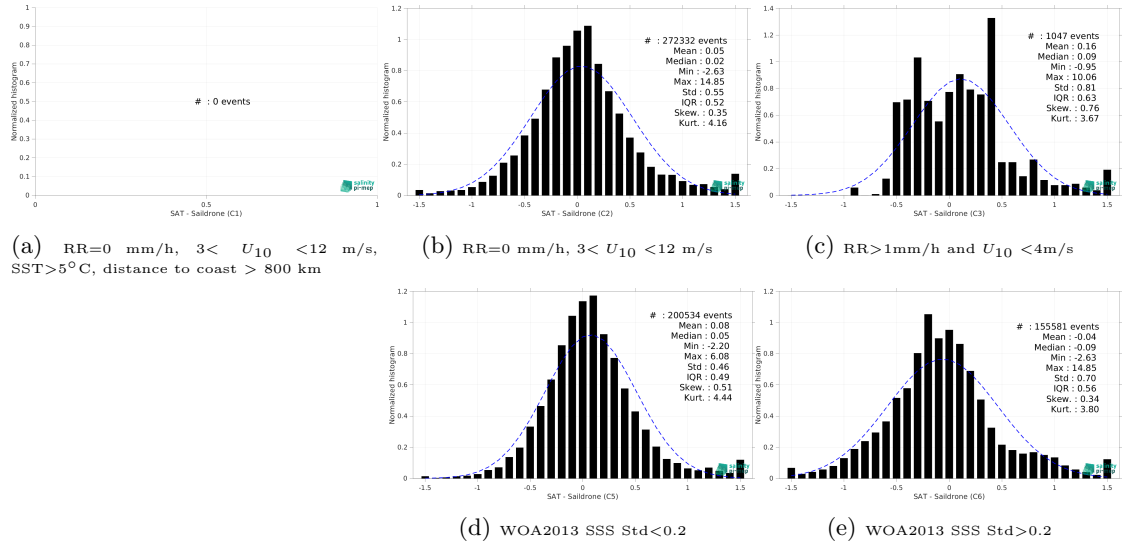 1
0.9
0.8
0.7
0.6
0.5
0.4
0.3
0.2
0.1
0
Normalized histogram
# : 0 events
salinity
0
0.5
1
SAT - Saildrone (C1)
(a) RR=0 mm/h, 3< U10 <12 m/s,
SST>5°C, distance to coast > 800 km
1.2
1
0.8
0.6
0.4
0.2
0
Normalized histogram
# : 272332 events
Mean : 0.05
Median : 0.02
Min : -2.63
Max : 14.85
Std : 0.55
IQR : 0.52
Skew. : 0.35
Kurt. : 4.16
-1.5
-1
-0.5
0
0.5
1
1.5
SAT - Saildrone (C2)
(b) RR=0 mm/h, 3< U10 <12 m/s
1.4
1.2
1
0.8
0.6
0.4
0.2
0
Normalized histogram
# : 1047 events
Mean : 0.16
Median : 0.09
Min : -0.95
Max : 10.06
Std : 0.81
IQR : 0.63
Skew. : 0.76
Kurt. : 3.67
-1.5
-1
-0.5
0
0.5
1
1.5
SAT - Saildrone (C3)
(c) RR>1mm/h and U10 <4m/s
1.2
1
0.8
0.6
0.4
0.2
0
Normalized histogram
# : 200534 events
Mean : 0.08
Median : 0.05
Min : -2.20
Max : 6.08
Std : 0.46
IQR : 0.49
Skew. : 0.51
Kurt. : 4.44
-1.5
-1
-0.5
0
0.5
1
1.5
SAT - Saildrone (C5)
(d) WOA2013 SSS Std<0.2
1.2
1
0.8
0.6
0.4
0.2
0
Normalized histogram
# : 155581 events
Mean : -0.04
Median : -0.09
Min : -2.63
Max : 14.85
Std : 0.70
IQR : 0.56
Skew. : 0.34
Kurt. : 3.80
-1.5
-1
-0.5
0
0.5
1
1.5
SAT - Saildrone (C6)
(e) WOA2013 SSS Std>0.2